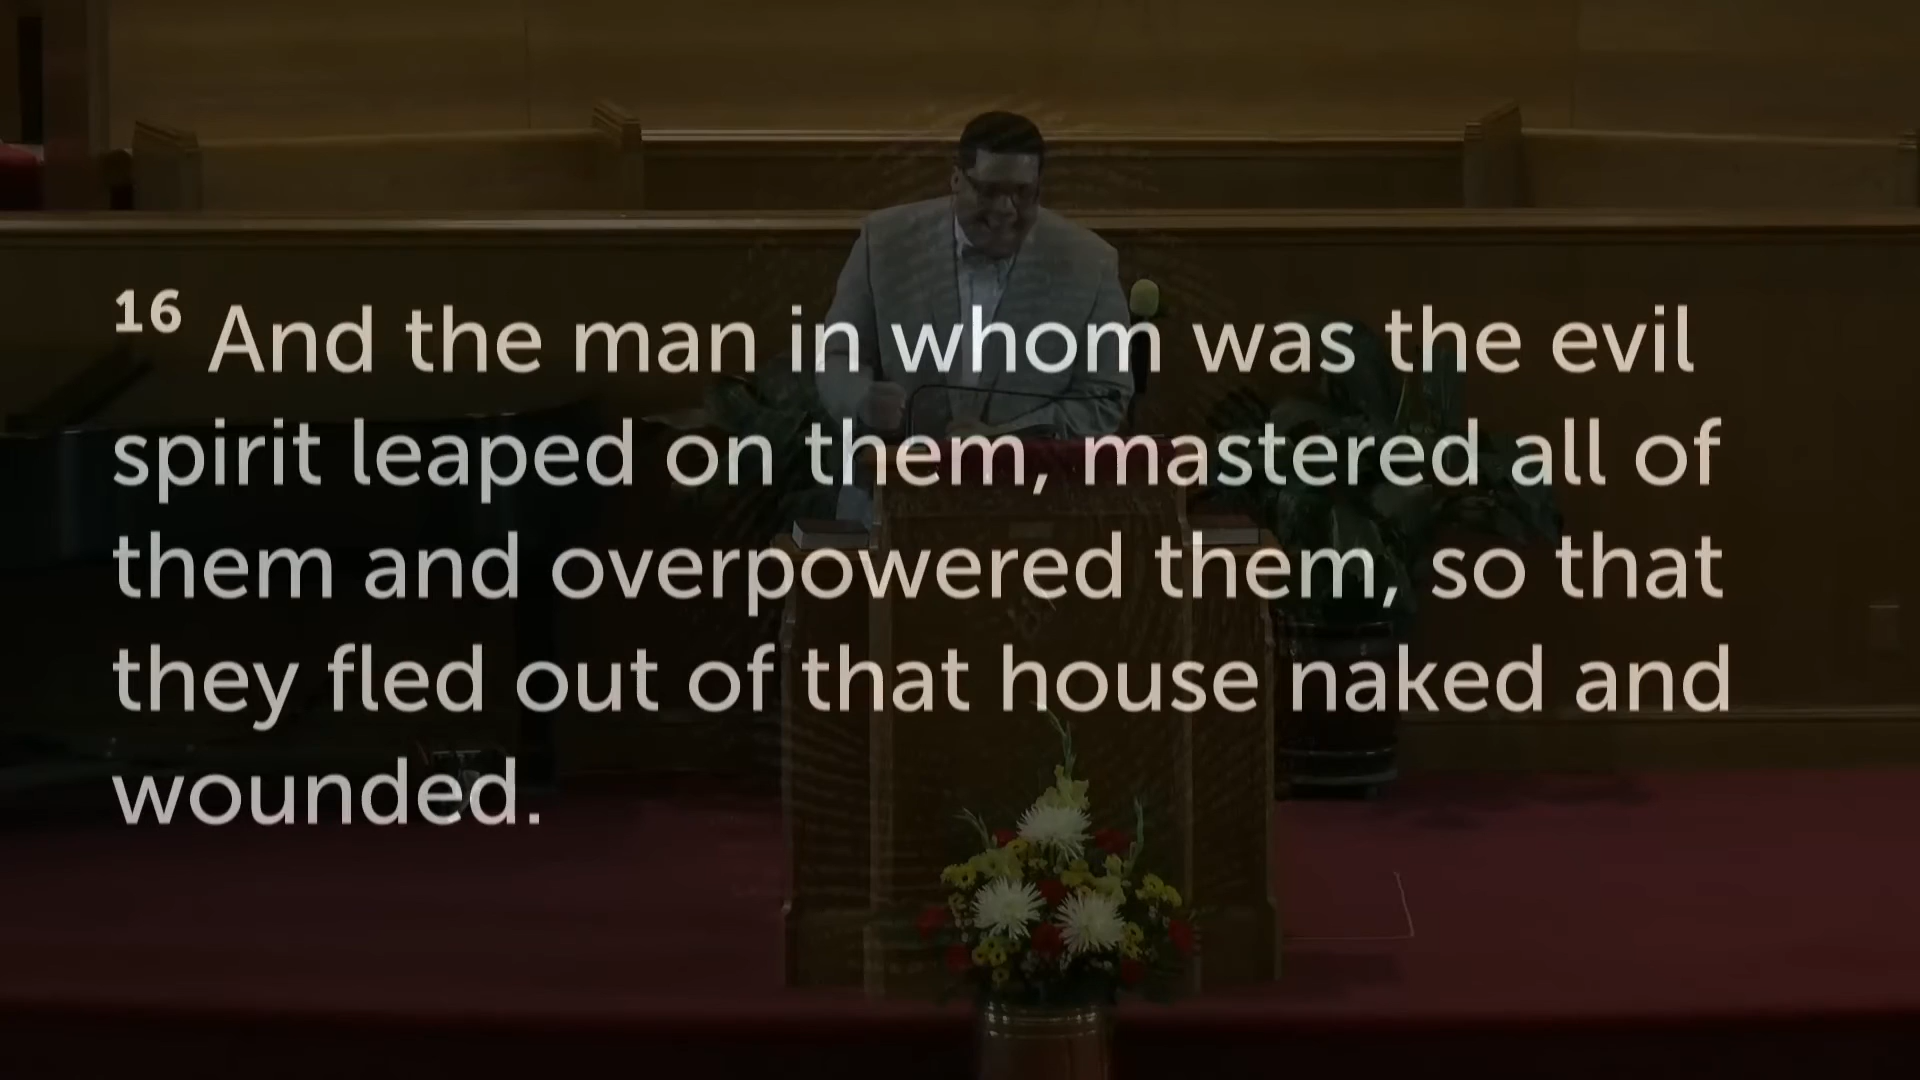 16 And the man in whom was the evil
spirit leaped on them, mastered all of
them and overpowered them, so that
they fled out of that house naked and
wounded.